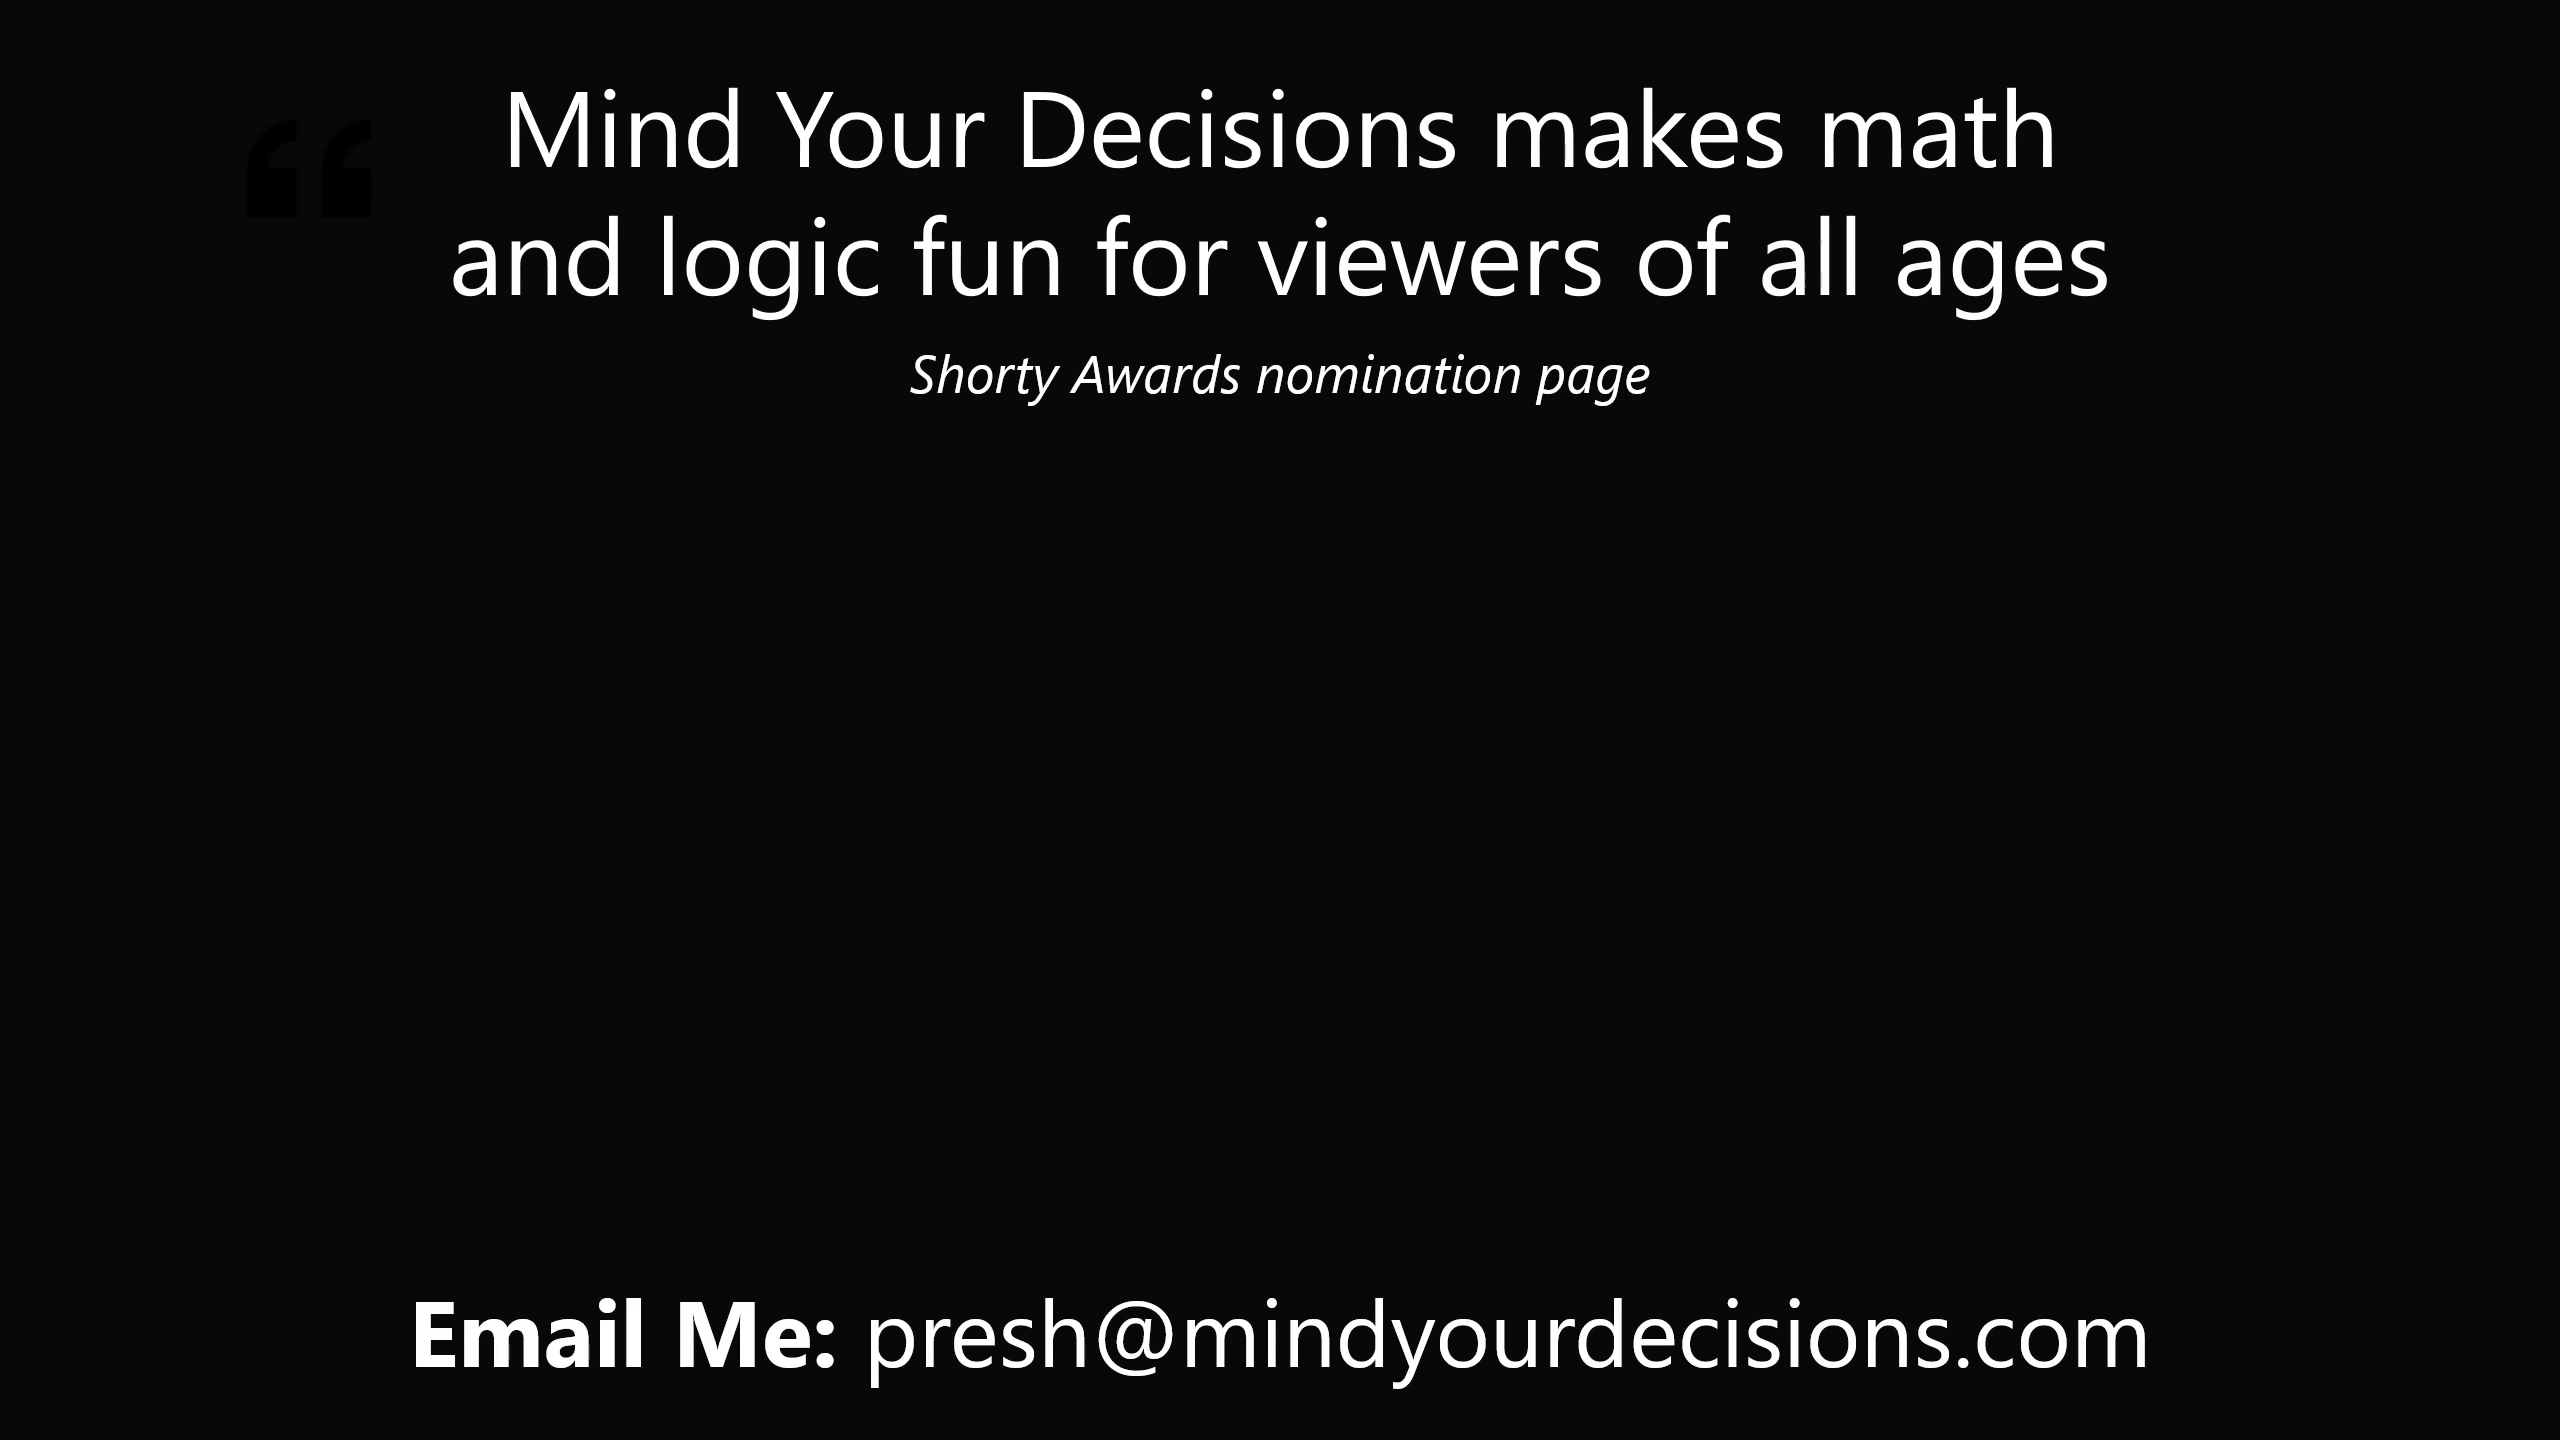 “
Mind Your Decisions makes math
and logic fun for viewers of all ages
Shorty Awards nomination page
Email Me: presh@mindyourdecisions.com